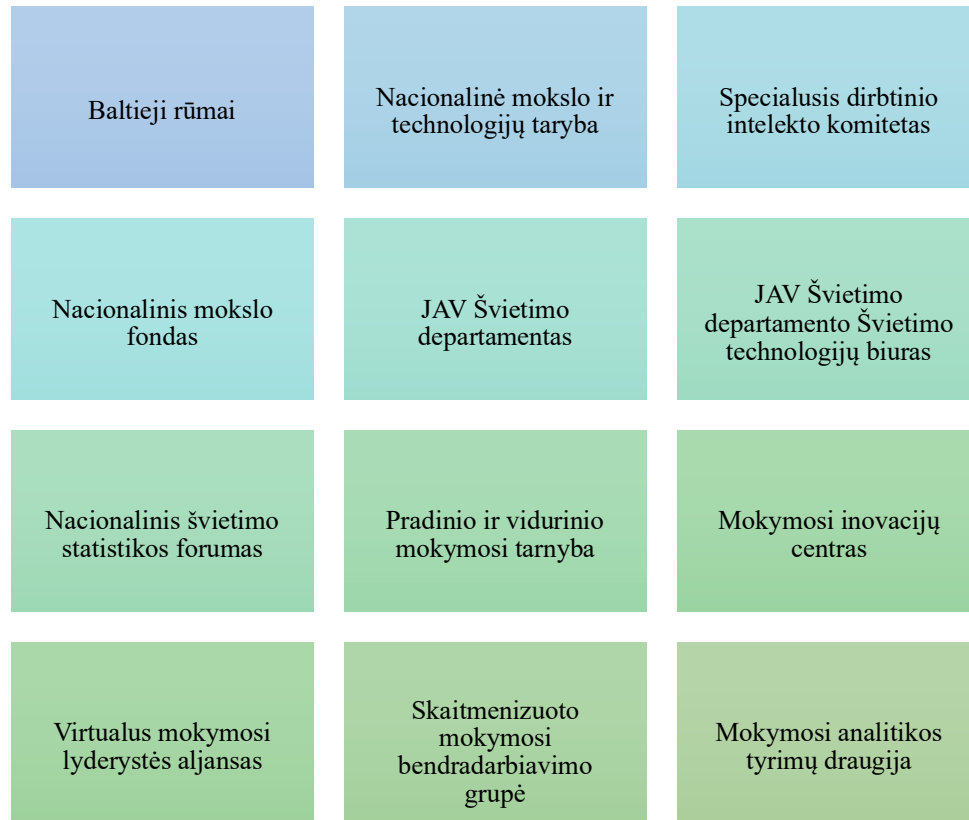 Baltieji rūmai
Nacionalinė mokslo ir
technologijų taryba
Specialusis dirbtinio
intelekto komitetas
Nacionalinis mokslo
fondas
JAV Švietimo
departamentas
JAV Švietimo
departamento Švietimo
technologijų biuras
Nacionalinis švietimo
statistikos forumas
Pradinio ir vidurinio
mokymosi tarnyba
Mokymosi inovacijų
centras
Virtualus mokymosi
lyderystės aljansas
Skaitmenizuoto
mokymosi
bendradarbiavimo
grupė
Mokymosi analitikos
tyrimų draugija